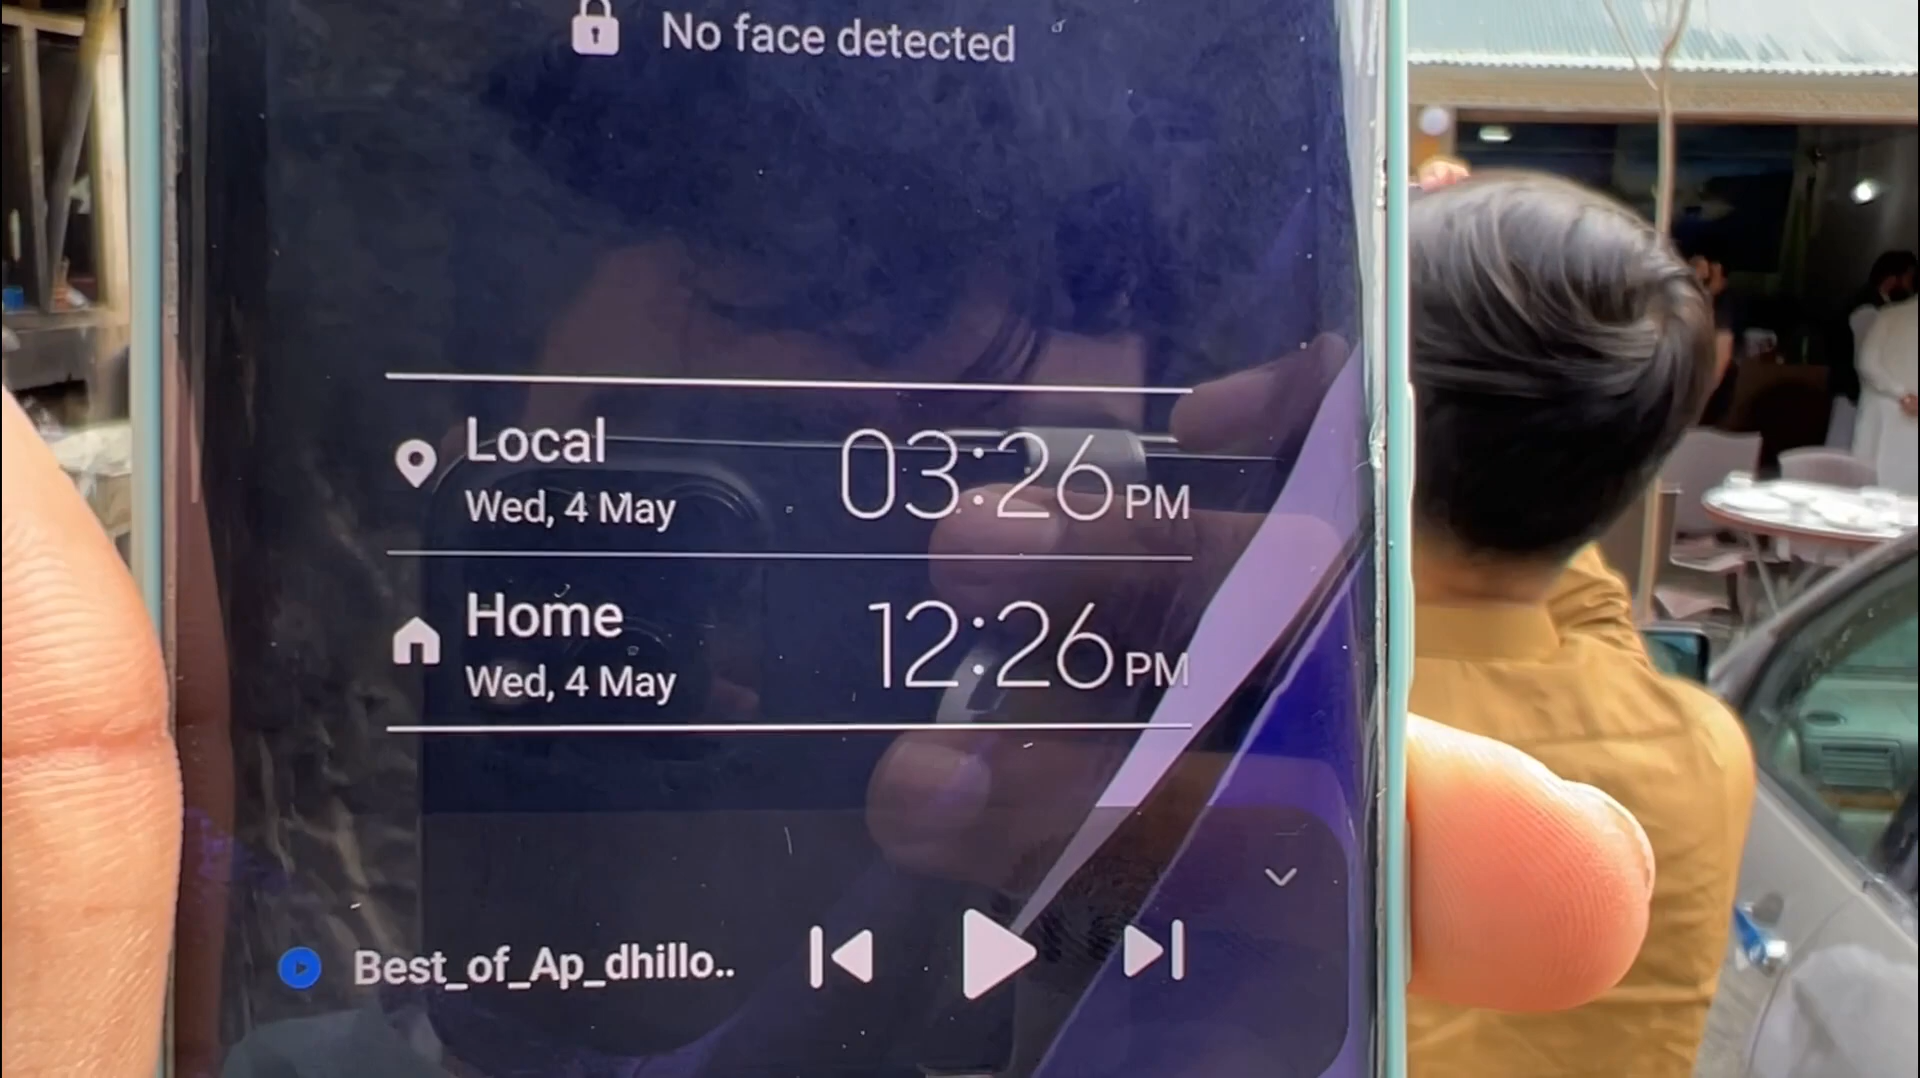 No face detected
Local
Wed, 4 May
03:26 PM
Home
Wed, 4 May
12:26 PM
Best_of_Ap_dhillo..